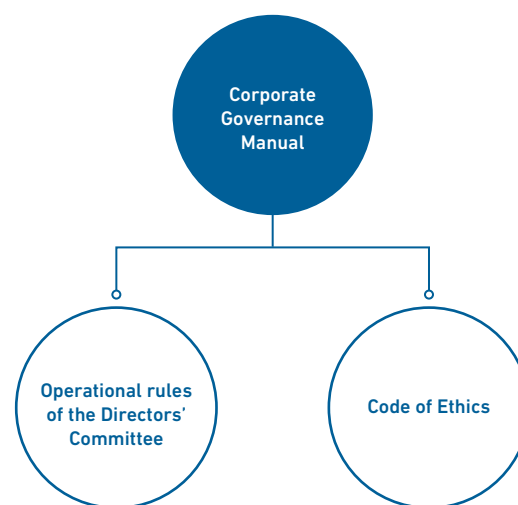 Corporate
Governance
Manual
Operational rules
of the Directors’
Committee
Code of Ethics